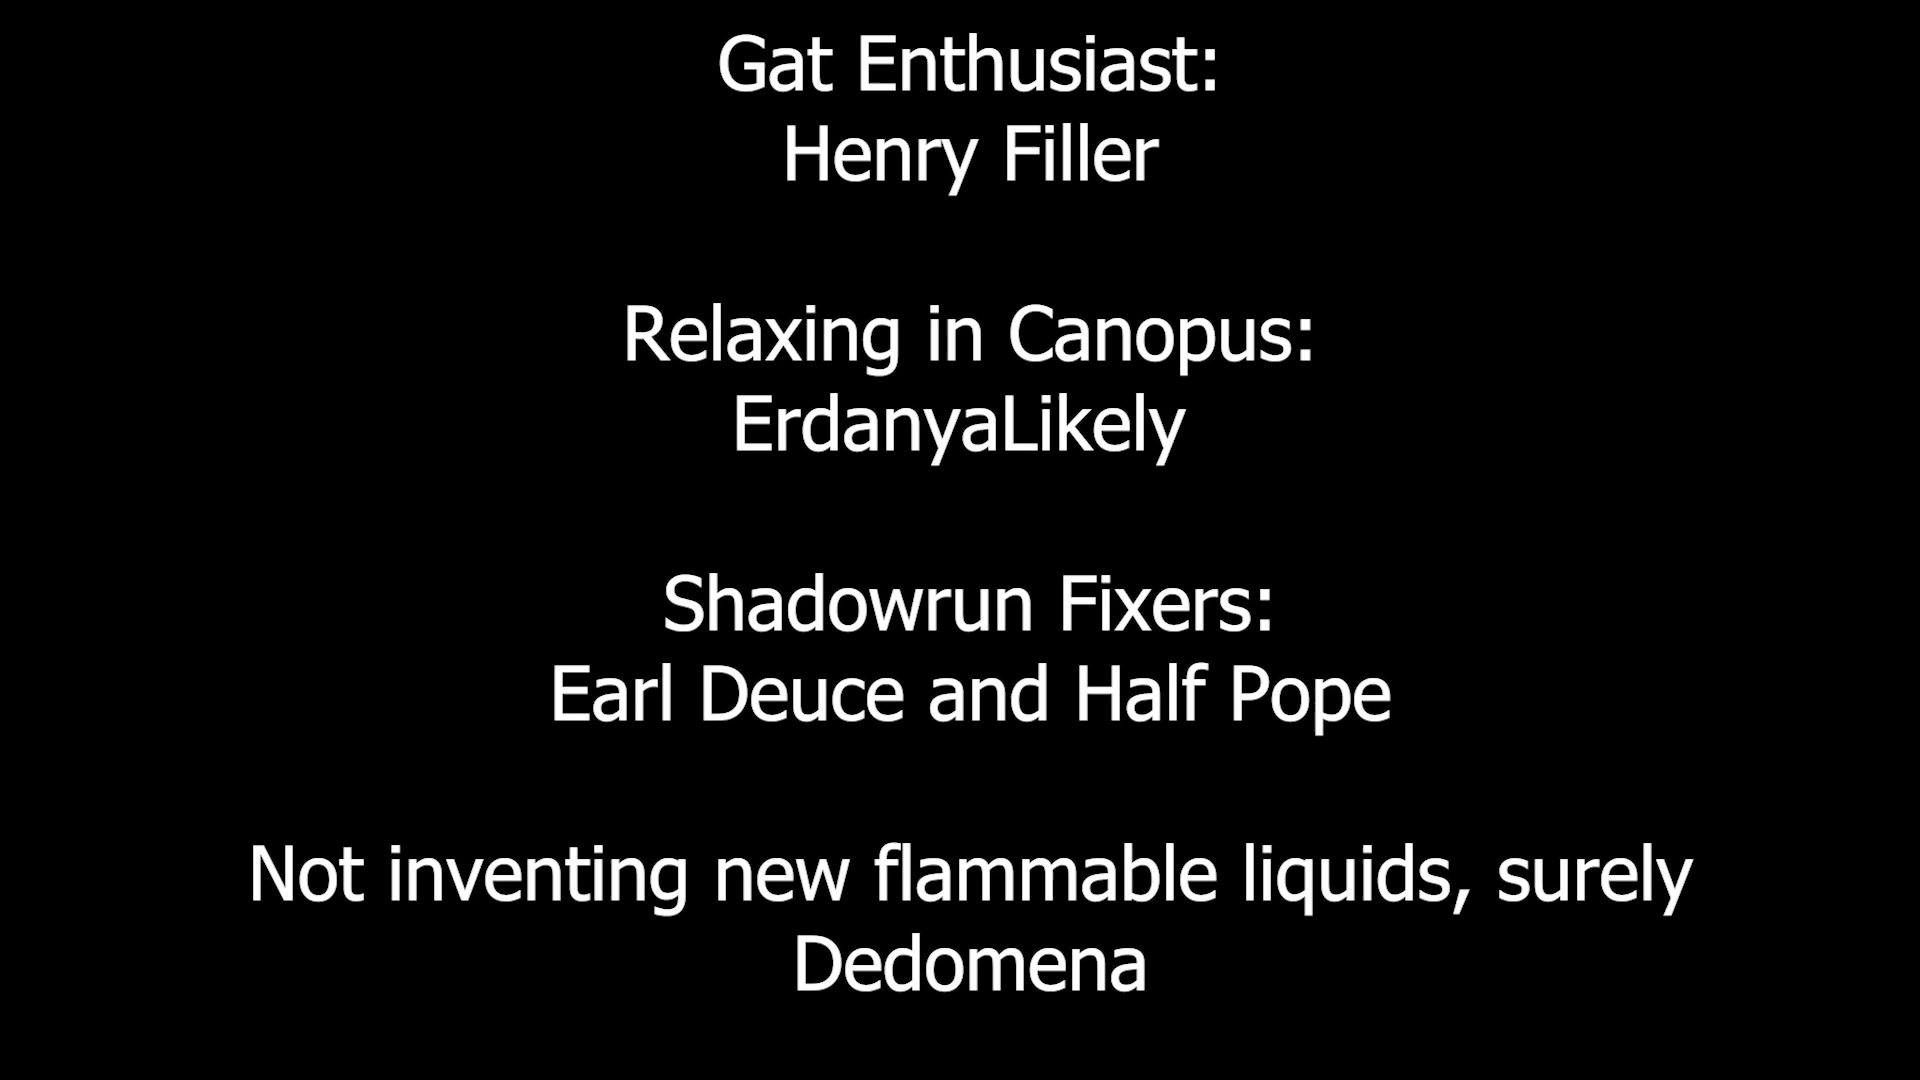 Gat Enthusiast:
Henry Filler
Relaxing in Canopus:
ErdanyaLikely
Shadowrun Fixers:
Earl Deuce and Half Pope
Not inventing new flammable liquids, surely
Dedomena